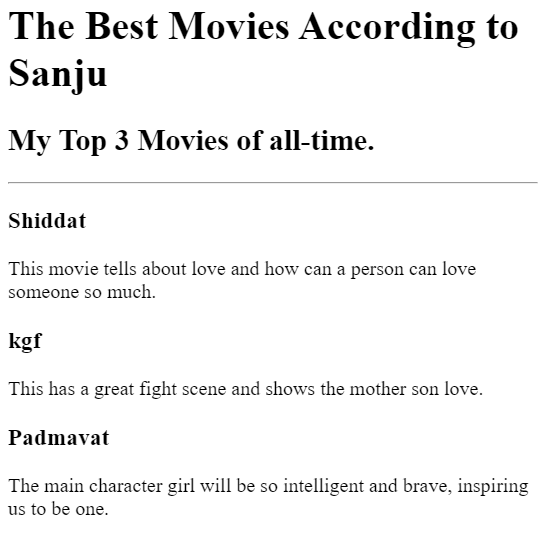 The Best Movies According to
Sanju
My Top 3 Movies of all-time.
Shiddat
This movie tells about love and how can a person can love
someone so much.
kgf
This has a great fight scene and shows the mother son love.
Padmavat
The main character girl will be so intelligent and brave, inspiring
us to be one.